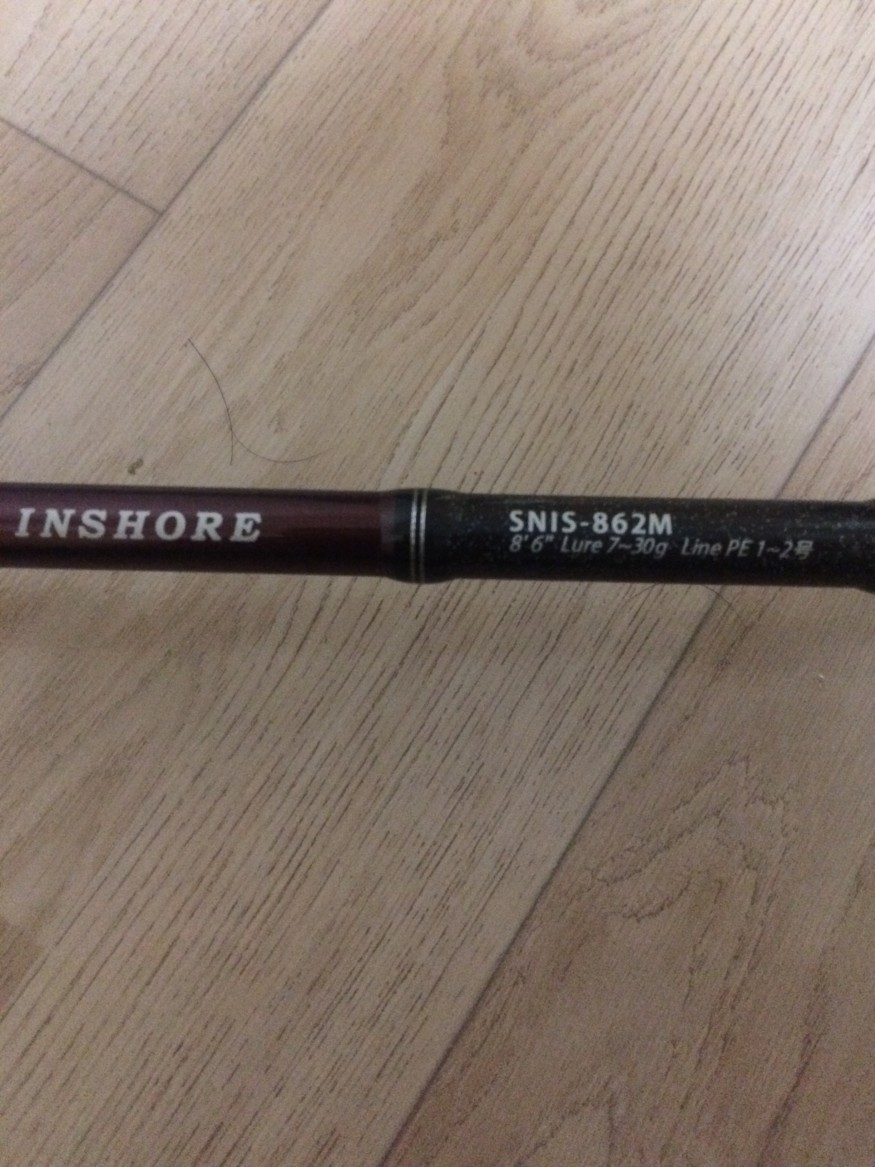 INSHORE
SNIS-862M
8'6" Lure 7~30g Line PE 1~2号